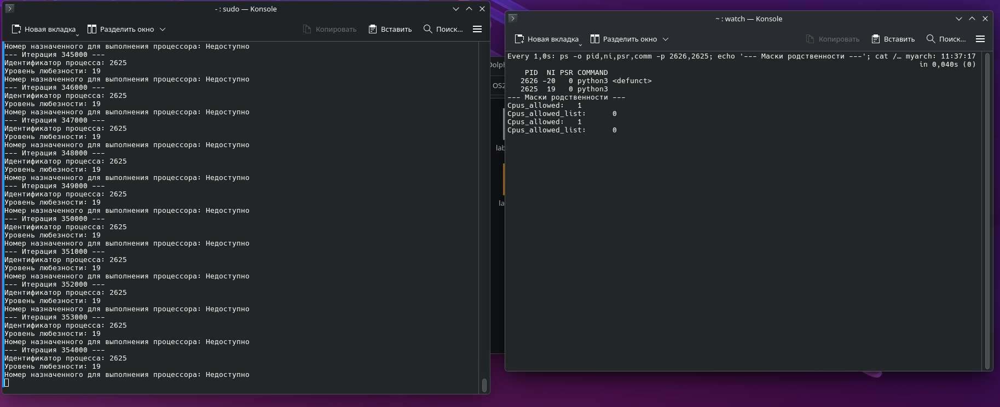 - : sudo — Konsole
Новая вкладка Разделить окно Копировать Вставить Поиск...
Номер назначенного для выполнения процессора: Недоступно
--- Итерация 345000 ---
Идентификатор процесса: 2625
Уровень любезности: 19
Номер назначенного для выполнения процессора: Недоступно
--- Итерация 346000 ---
Идентификатор процесса: 2625
Уровень любезности: 19
Номер назначенного для выполнения процессора: Недоступно
--- Итерация 347000 ---
Идентификатор процесса: 2625
Уровень любезности: 19
Номер назначенного для выполнения процессора: Недоступно
--- Итерация 348000 ---
Идентификатор процесса: 2625
Уровень любезности: 19
Номер назначенного для выполнения процессора: Недоступно
--- Итерация 349000 ---
Идентификатор процесса: 2625
Уровень любезности: 19
Номер назначенного для выполнения процессора: Недоступно
--- Итерация 350000 ---
Идентификатор процесса: 2625
Уровень любезности: 19
Номер назначенного для выполнения процессора: Недоступно
--- Итерация 351000 ---
Идентификатор процесса: 2625
Уровень любезности: 19
Номер назначенного для выполнения процессора: Недоступно
--- Итерация 352000 ---
Идентификатор процесса: 2625
Уровень любезности: 19
Номер назначенного для выполнения процессора: Недоступно
--- Итерация 353000 ---
Идентификатор процесса: 2625
Уровень любезности: 19
Номер назначенного для выполнения процессора: Недоступно
--- Итерация 354000 ---
Идентификатор процесса: 2625
Уровень любезности: 19
Номер назначенного для выполнения процессора: Недоступно
OS2
lab
~ : watch — Konsole
Новая вкладка Разделить окно Копировать Вставить Поиск...
Every 1,0s: ps -o pid,ni,psr,comm -p 2626,2625; echo '--- Маски родственности ---'; cat /… myarch: 11:37:17
in 0,040s (0)
PID NI PSR COMMAND
2626 -20 0 python3 <defunct>
2625 19 0 python3
--- Маски родственности ---
Cpus_allowed: 1
Cpus_allowed_list: 0
Cpus_allowed: 1
Cpus_allowed_list: 0